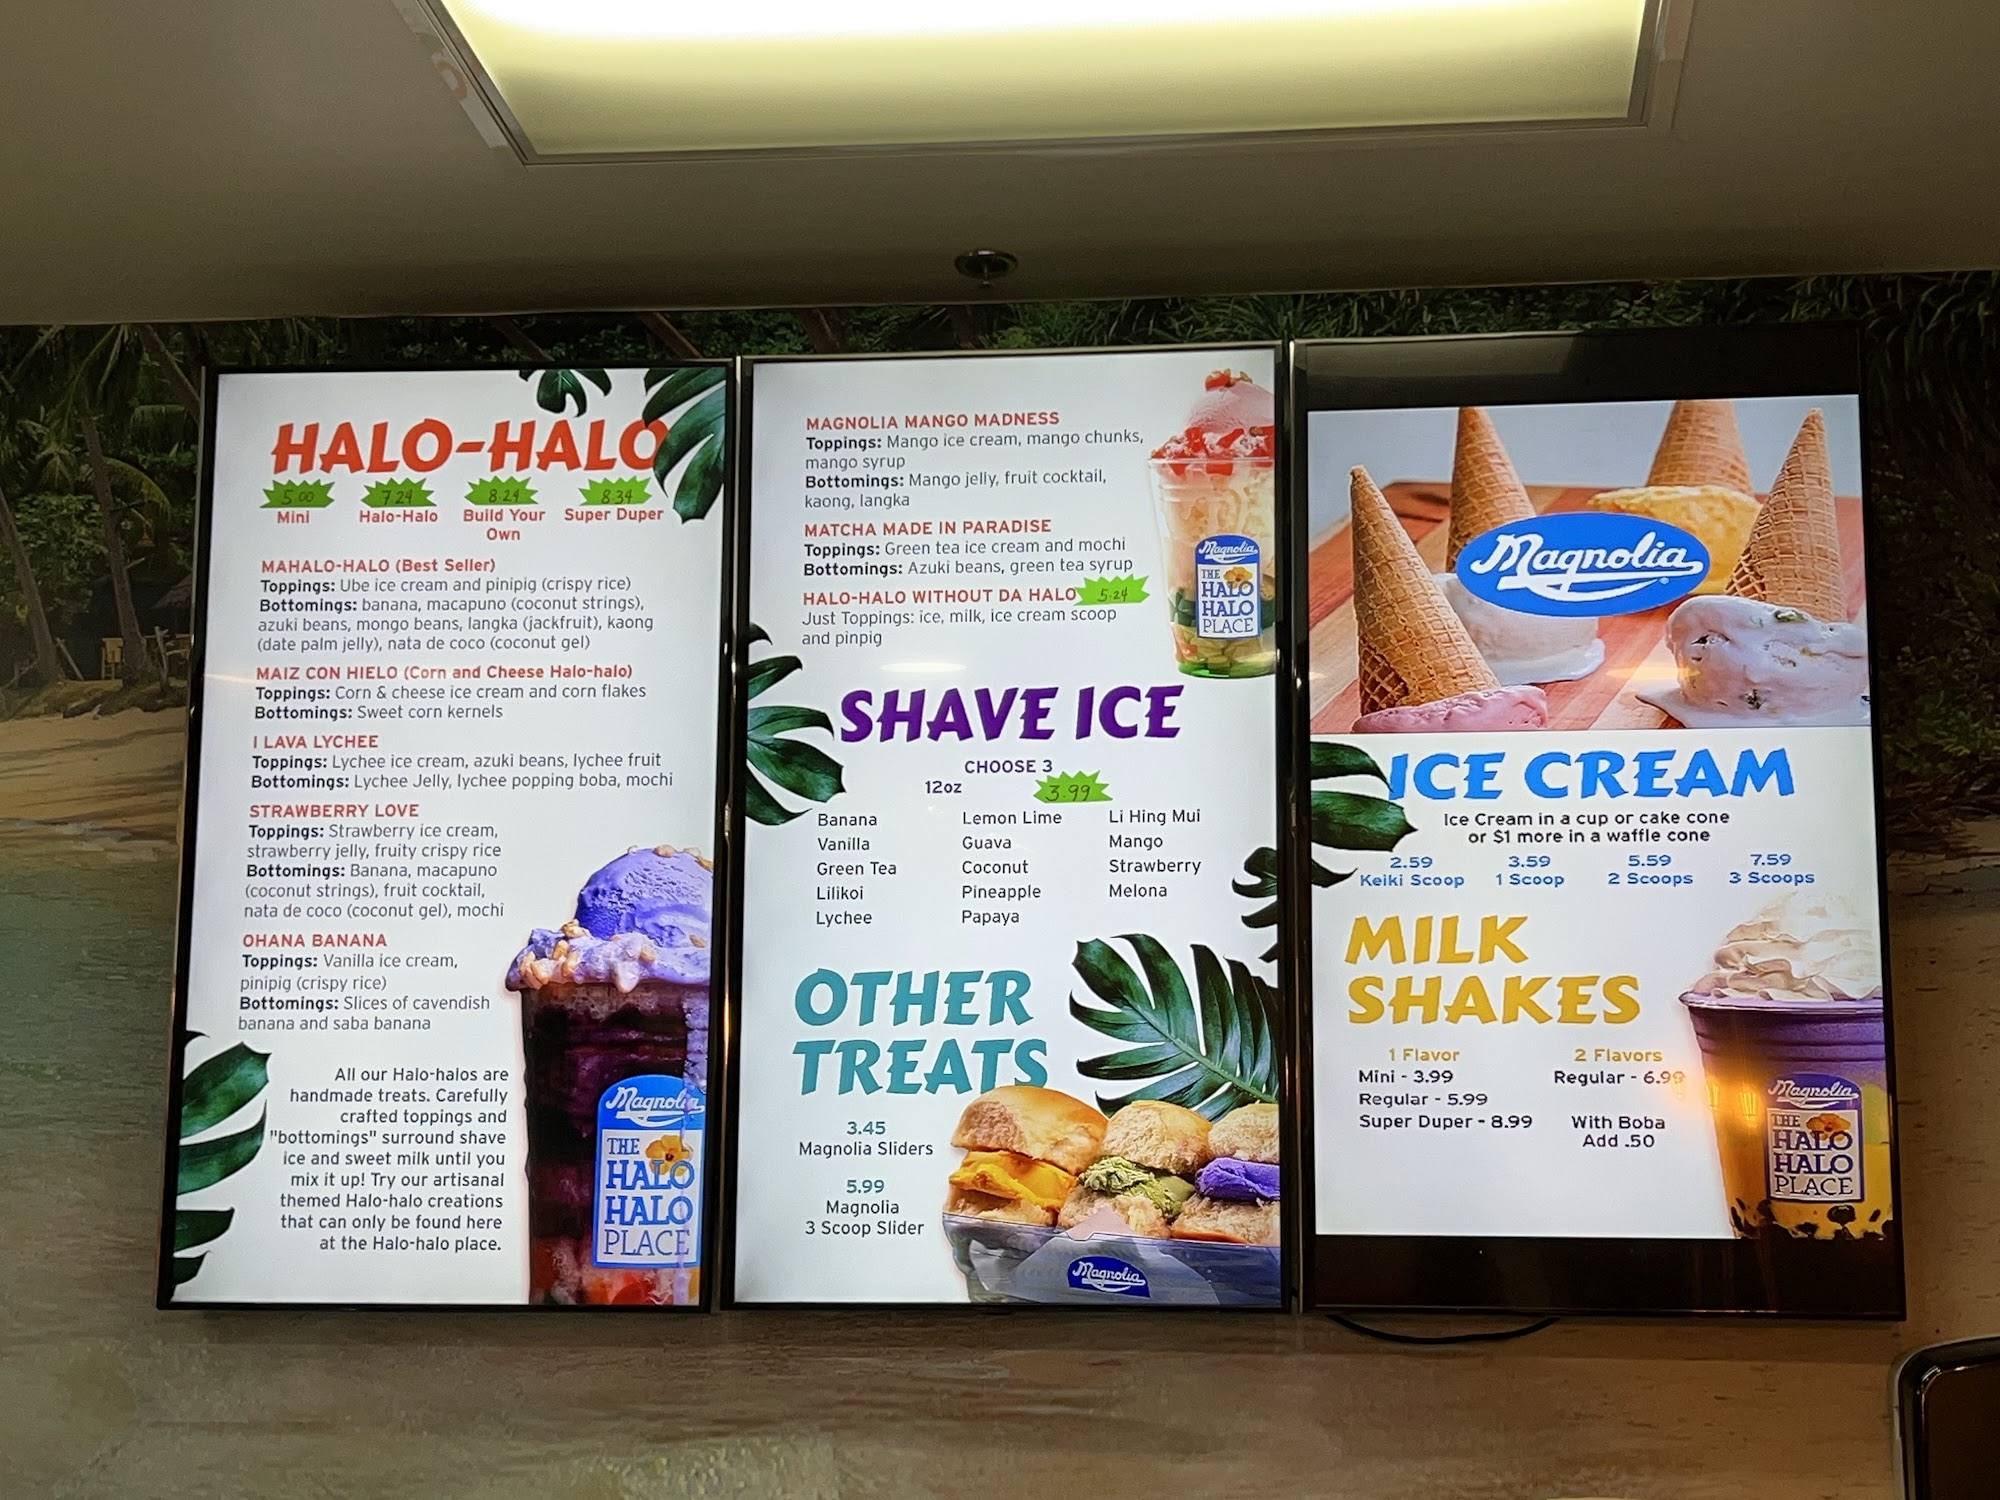 HALO-HALO
5.00 7.24 8.24 8.34
Mini Halo-Halo Build Your Own Super Duper
MAHALO-HALO (Best Seller)
Toppings: Ube ice cream and pinipig (crispy rice)
Bottomings: banana, macapuno (coconut strings),
azuki beans, mongo beans, langka (jackfruit), kaong
(date palm jelly), nata de coco (coconut gel)
MAIZ CON HIELO (Corn and Cheese Halo-halo)
Toppings: Corn & cheese ice cream and corn flakes
Bottomings: Sweet corn kernels
I LAVA LYCHEE
Toppings: Lychee ice cream, azuki beans, lychee fruit
Bottomings: Lychee Jelly, lychee popping boba, mochi
STRAWBERRY LOVE
Toppings: Strawberry ice cream,
strawberry jelly, fruity crispy rice
Bottomings: Banana, macapuno
(coconut strings), fruit cocktail,
nata de coco (coconut gel), mochi
OHANA BANANA
Toppings: Vanilla ice cream,
pinipig (crispy rice)
Bottomings: Slices of cavendish
banana and saba banana
All our Halo-halos are
handmade treats. Carefully
crafted toppings and
"bottomings" surround shave
ice and sweet milk until you
mix it up! Try our artisanal
themed Halo-halo creations
that can only be found here
at the Halo-halo place.
Magnolia
THE
HALO
HALO
PLACE
MAGNOLIA MANGO MADNESS
Toppings: Mango ice cream, mango chunks,
mango syrup
Bottomings: Mango jelly, fruit cocktail,
kaong, langka
MATCHA MADE IN PARADISE
Toppings: Green tea ice cream and mochi
Bottomings: Azuki beans, green tea syrup
HALO-HALO WITHOUT DA HALO 5.24
Just Toppings: ice, milk, ice cream scoop
and pinpig
Magnolia
THE
HALO
HALO
PLACE
SHAVE ICE
CHOOSE 3
12oz 3.99
Banana Lemon Lime Li Hing Mui
Vanilla Guava Mango
Green Tea Coconut Strawberry
Lilikoi Pineapple Melona
Lychee Papaya
OTHER
TREATS
3.45
Magnolia Sliders
5.99
Magnolia
3 Scoop Slider
Magnolia
Magnolia
ICE CREAM
Ice Cream in a cup or cake cone
or $1 more in a waffle cone
2.59 3.59 5.59 7.59
Keiki Scoop 1 Scoop 2 Scoops 3 Scoops
MILK
SHAKES
1 Flavor 2 Flavors
Mini - 3.99 Regular - 6.99
Regular - 5.99
Super Duper - 8.99 With Boba
Add .50
Magnolia
THE
HALO
HALO
PLACE